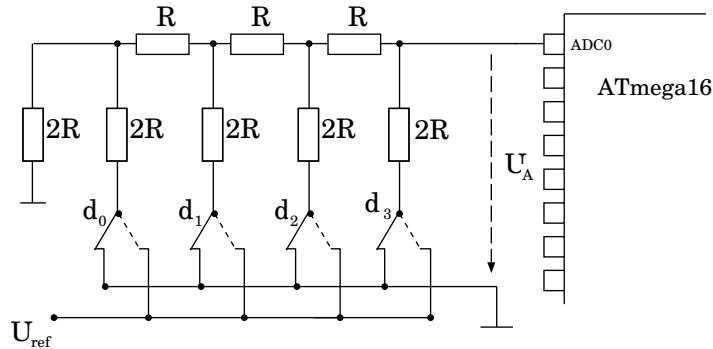 R R R
ADC0
ATmega16
2R 2R 2R 2R 2R
U_A
d_0 d_1 d_2 d_3
U_ref